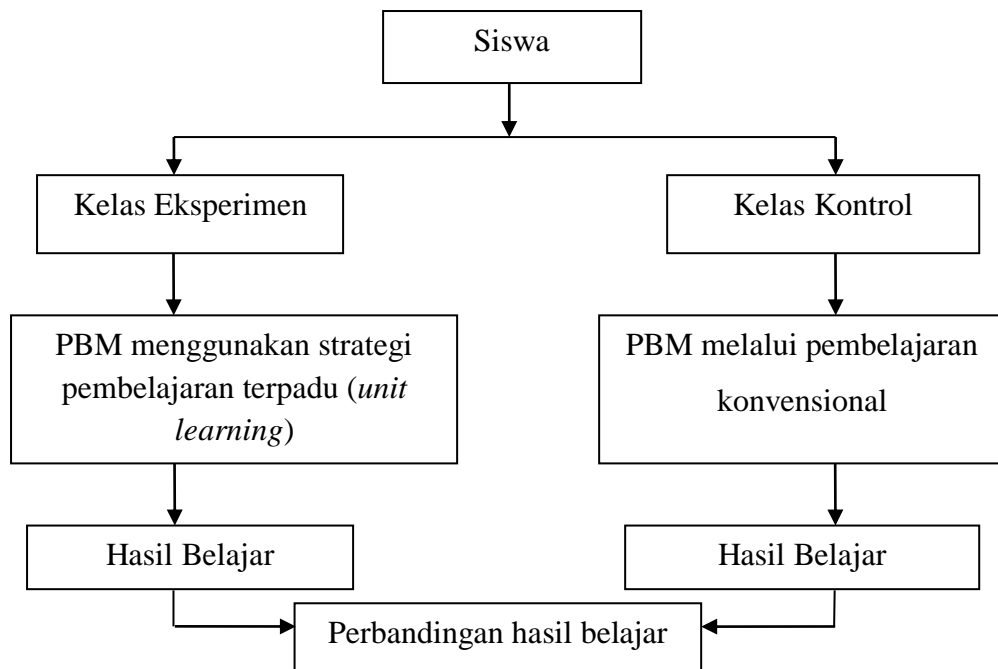 Siswa
Kelas Eksperimen
Kelas Kontrol
PBM menggunakan strategi
pembelajaran terpadu (unit
learning)
PBM melalui pembelajaran
konvensional
Hasil Belajar
Hasil Belajar
Perbandingan hasil belajar